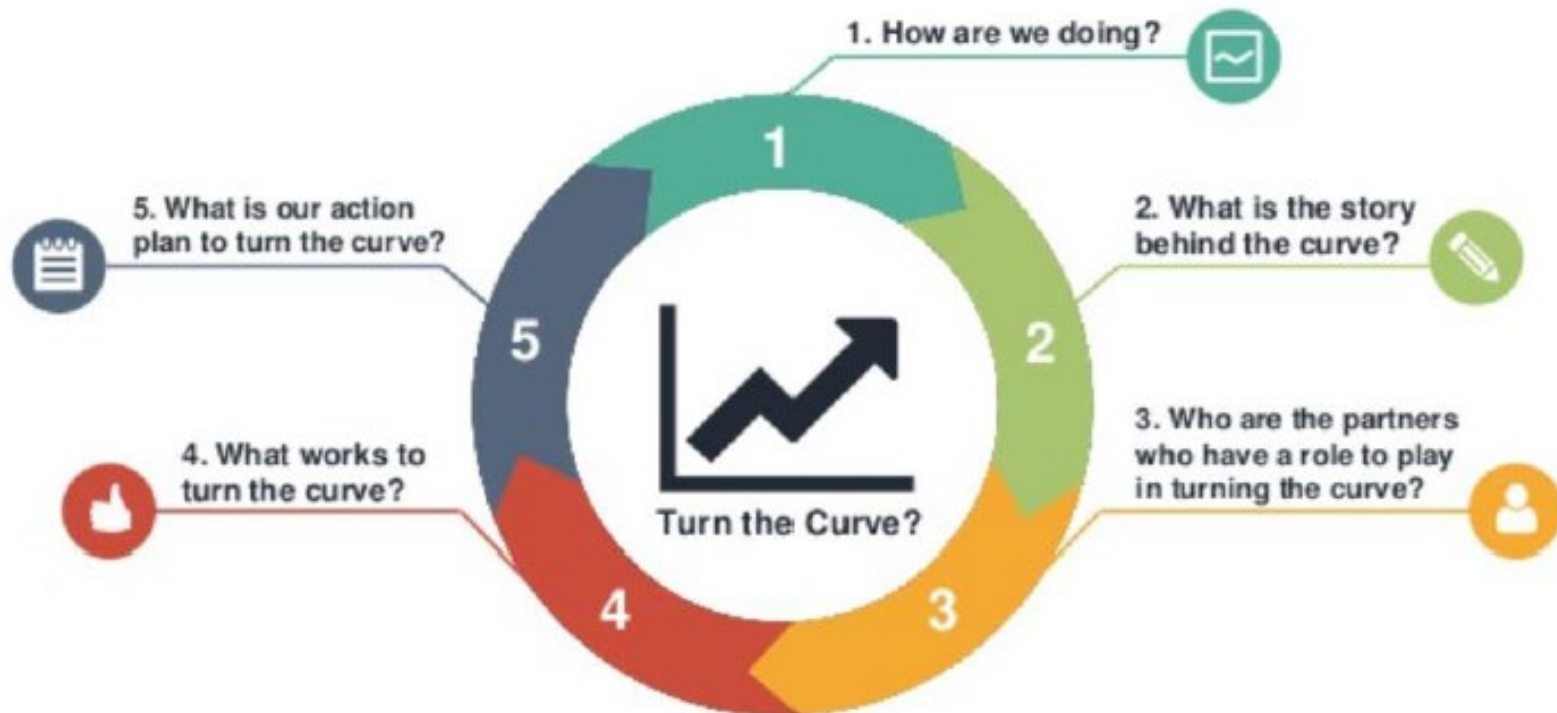 1. How are we doing?
1
2. What is the story
behind the curve?
2
3. Who are the partners
who have a role to play
in turning the curve?
3
4. What works to
turn the curve?
4
5. What is our action
plan to turn the curve?
5
Turn the Curve?